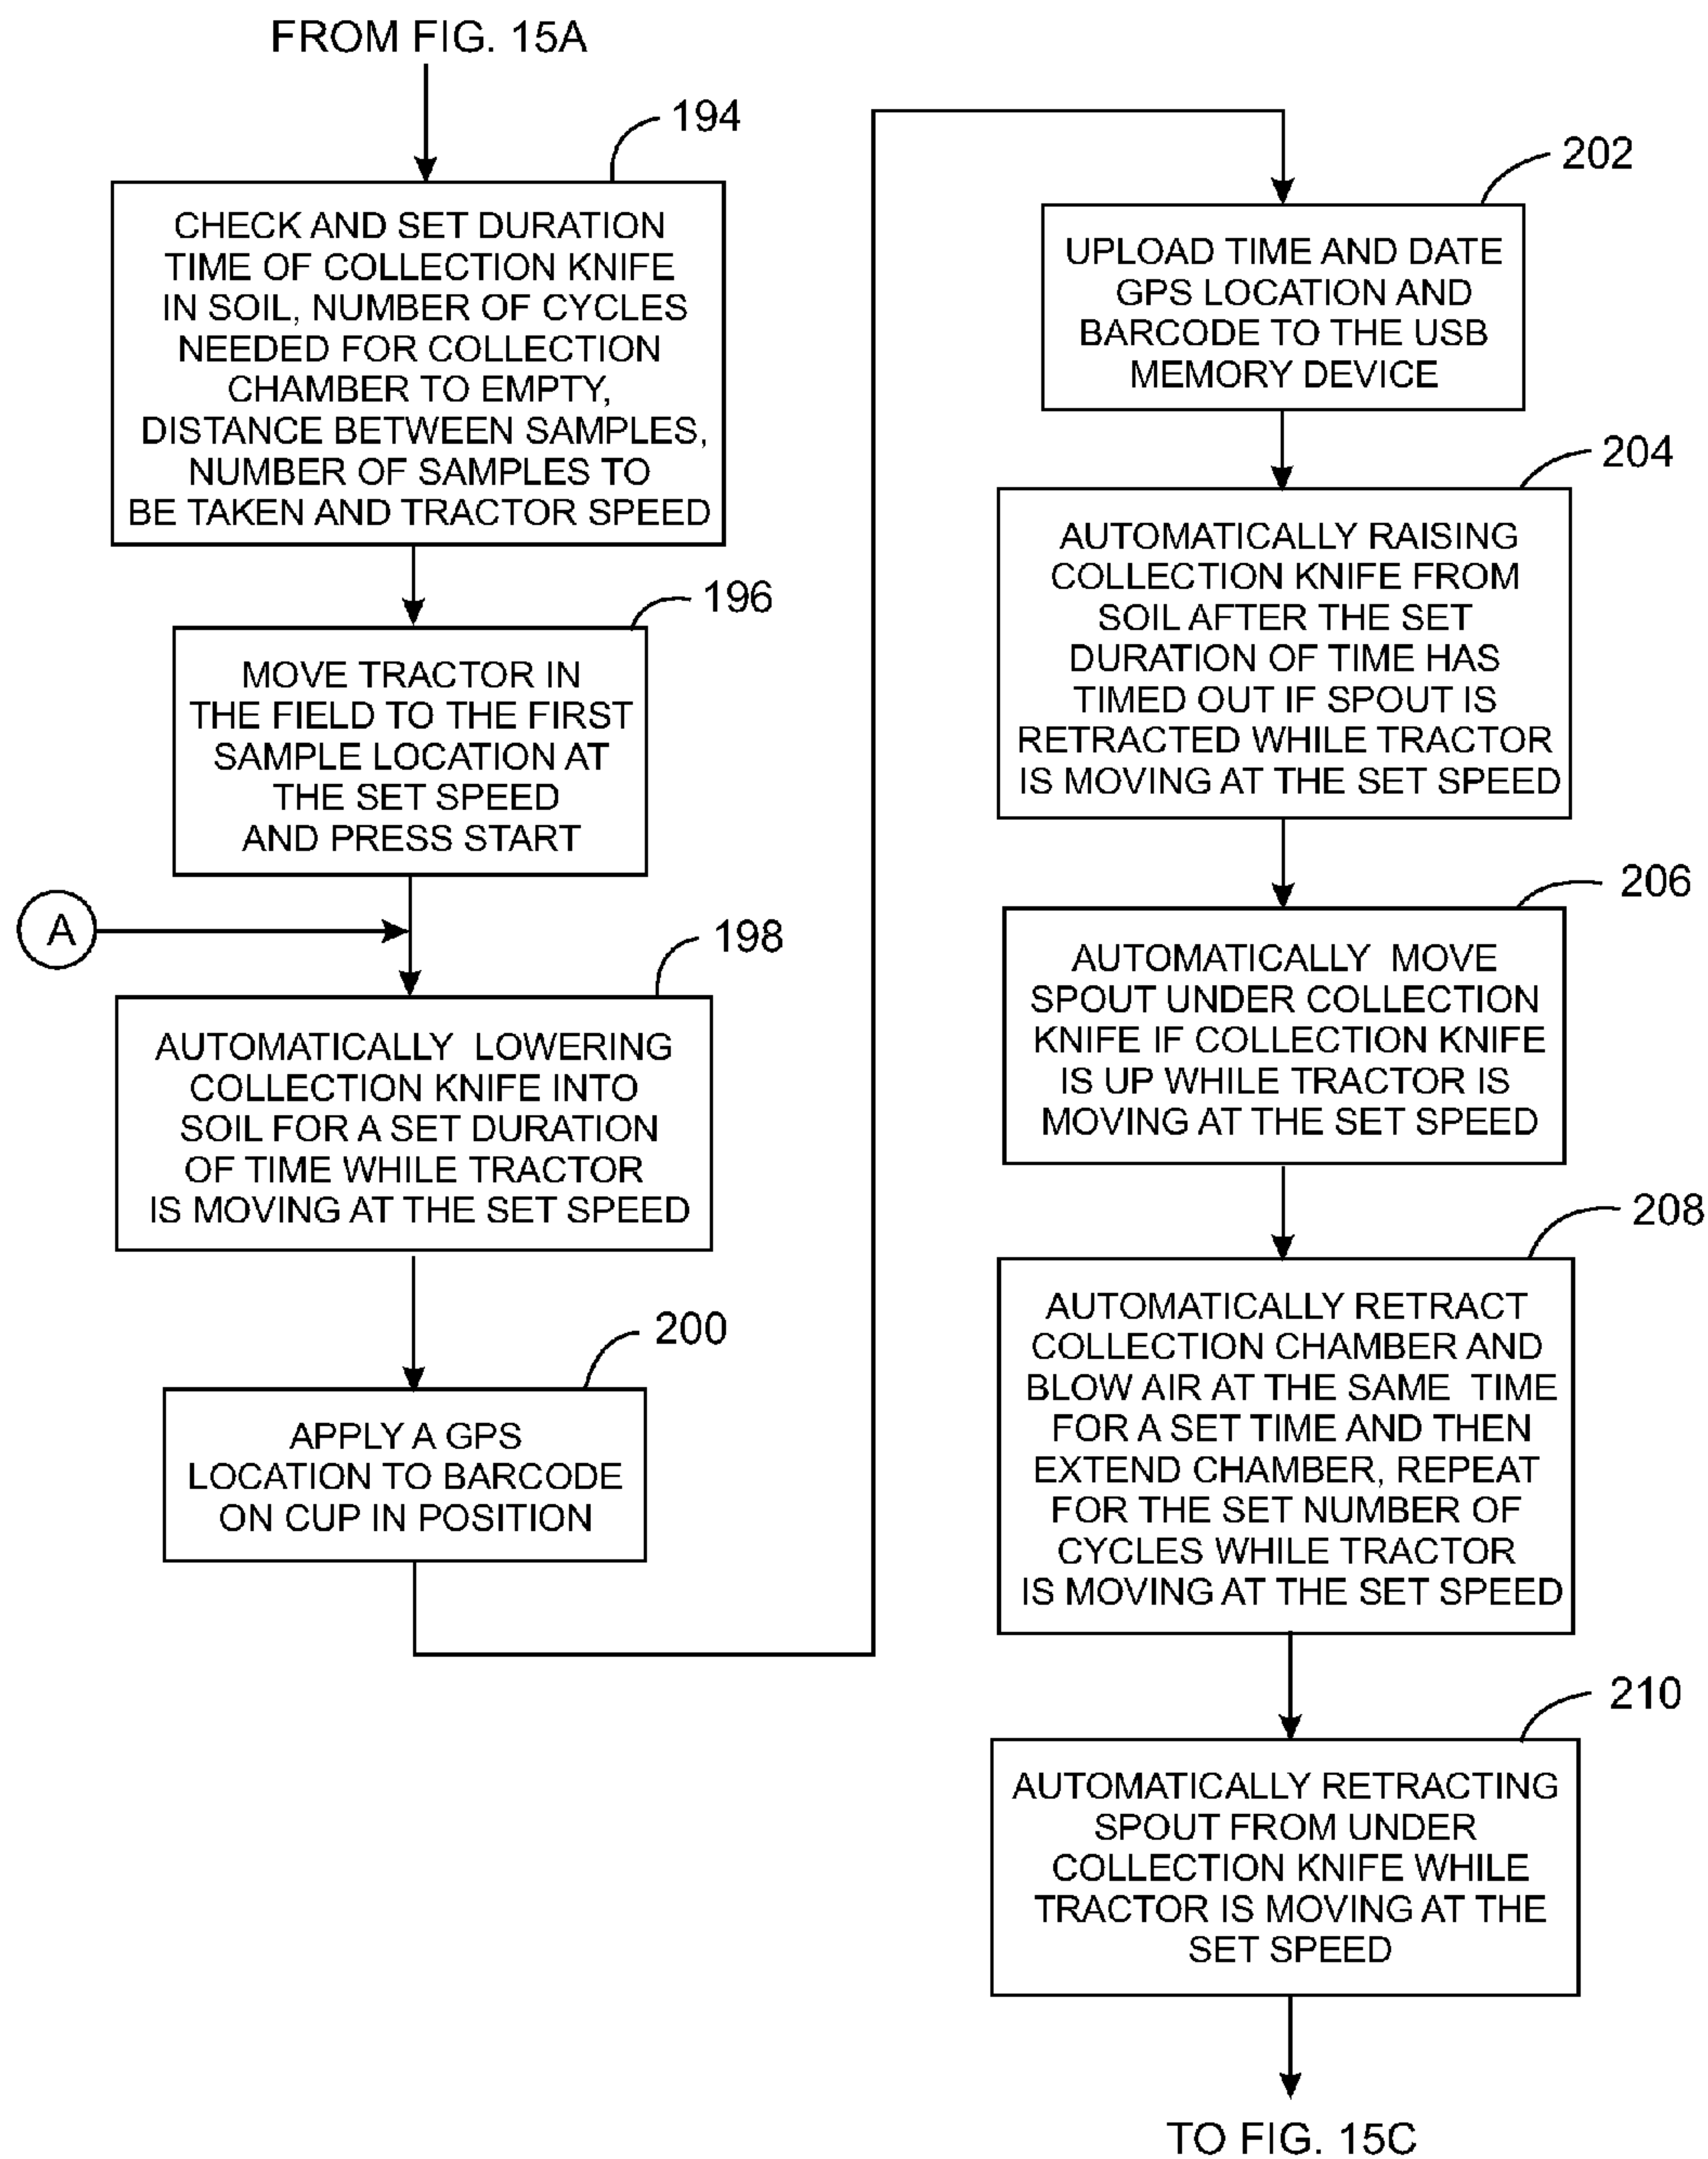 FROM FIG. 15A
194
CHECK AND SET DURATION
TIME OF COLLECTION KNIFE
IN SOIL, NUMBER OF CYCLES
NEEDED FOR COLLECTION
CHAMBER TO EMPTY,
DISTANCE BETWEEN SAMPLES,
NUMBER OF SAMPLES TO
BE TAKEN AND TRACTOR SPEED
196
MOVE TRACTOR IN
THE FIELD TO THE FIRST
SAMPLE LOCATION AT
THE SET SPEED
AND PRESS START
A
198
AUTOMATICALLY LOWERING
COLLECTION KNIFE INTO
SOIL FOR A SET DURATION
OF TIME WHILE TRACTOR
IS MOVING AT THE SET SPEED
200
APPLY A GPS
LOCATION TO BARCODE
ON CUP IN POSITION
202
UPLOAD TIME AND DATE
GPS LOCATION AND
BARCODE TO THE USB
MEMORY DEVICE
204
AUTOMATICALLY RAISING
COLLECTION KNIFE FROM
SOIL AFTER THE SET
DURATION OF TIME HAS
TIMED OUT IF SPOUT IS
RETRACTED WHILE TRACTOR
IS MOVING AT THE SET SPEED
206
AUTOMATICALLY MOVE
SPOUT UNDER COLLECTION
KNIFE IF COLLECTION KNIFE
IS UP WHILE TRACTOR IS
MOVING AT THE SET SPEED
208
AUTOMATICALLY RETRACT
COLLECTION CHAMBER AND
BLOW AIR AT THE SAME TIME
FOR A SET TIME AND THEN
EXTEND CHAMBER, REPEAT
FOR THE SET NUMBER OF
CYCLES WHILE TRACTOR
IS MOVING AT THE SET SPEED
210
AUTOMATICALLY RETRACTING
SPOUT FROM UNDER
COLLECTION KNIFE WHILE
TRACTOR IS MOVING AT THE
SET SPEED
TO FIG. 15C